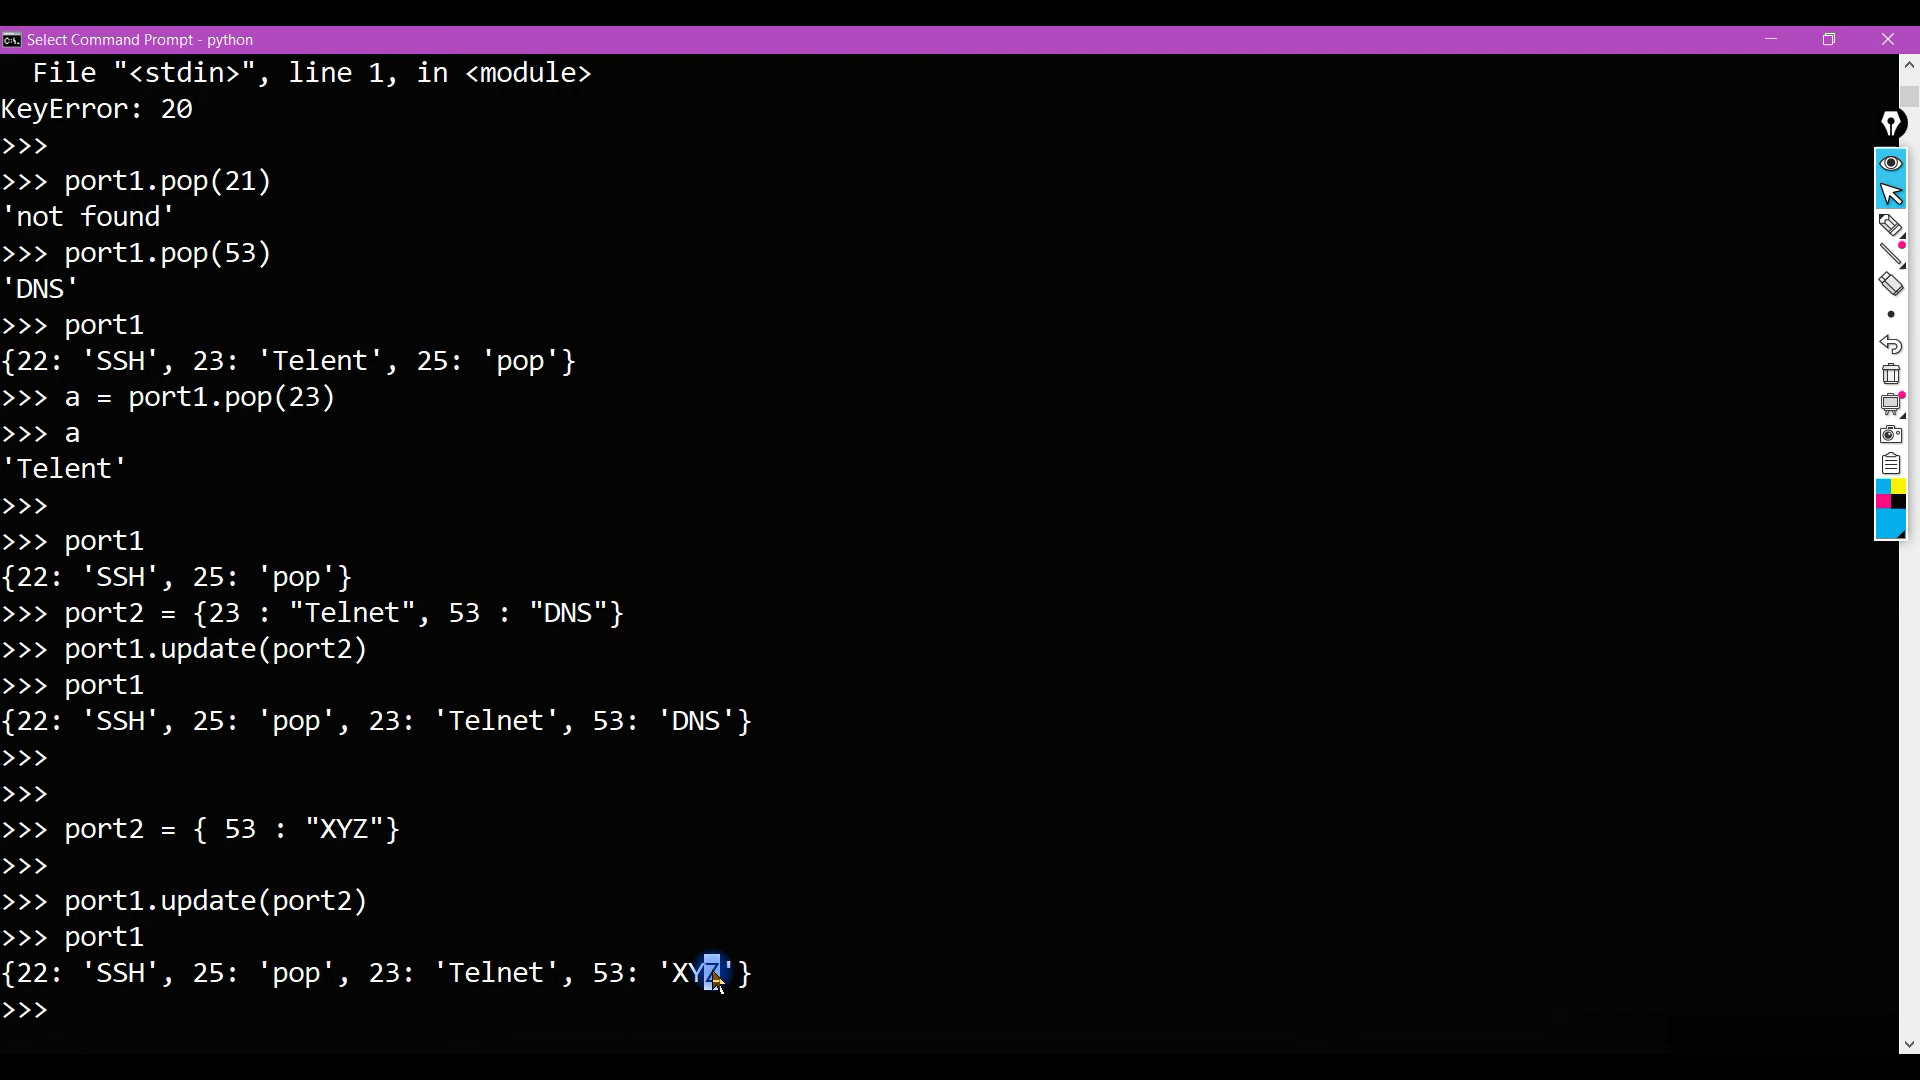 Select Command Prompt - python
  File "<stdin>", line 1, in <module>
KeyError: 20
>>>
>>> port1.pop(21)
'not found'
>>> port1.pop(53)
'DNS'
>>> port1
{22: 'SSH', 23: 'Telent', 25: 'pop'}
>>> a = port1.pop(23)
>>> a
'Telent'
>>>
>>> port1
{22: 'SSH', 25: 'pop'}
>>> port2 = {23 : "Telnet", 53 : "DNS"}
>>> port1.update(port2)
>>> port1
{22: 'SSH', 25: 'pop', 23: 'Telnet', 53: 'DNS'}
>>>
>>>
>>> port2 = { 53 : "XYZ"}
>>>
>>> port1.update(port2)
>>> port1
{22: 'SSH', 25: 'pop', 23: 'Telnet', 53: 'XYZ'}
>>>